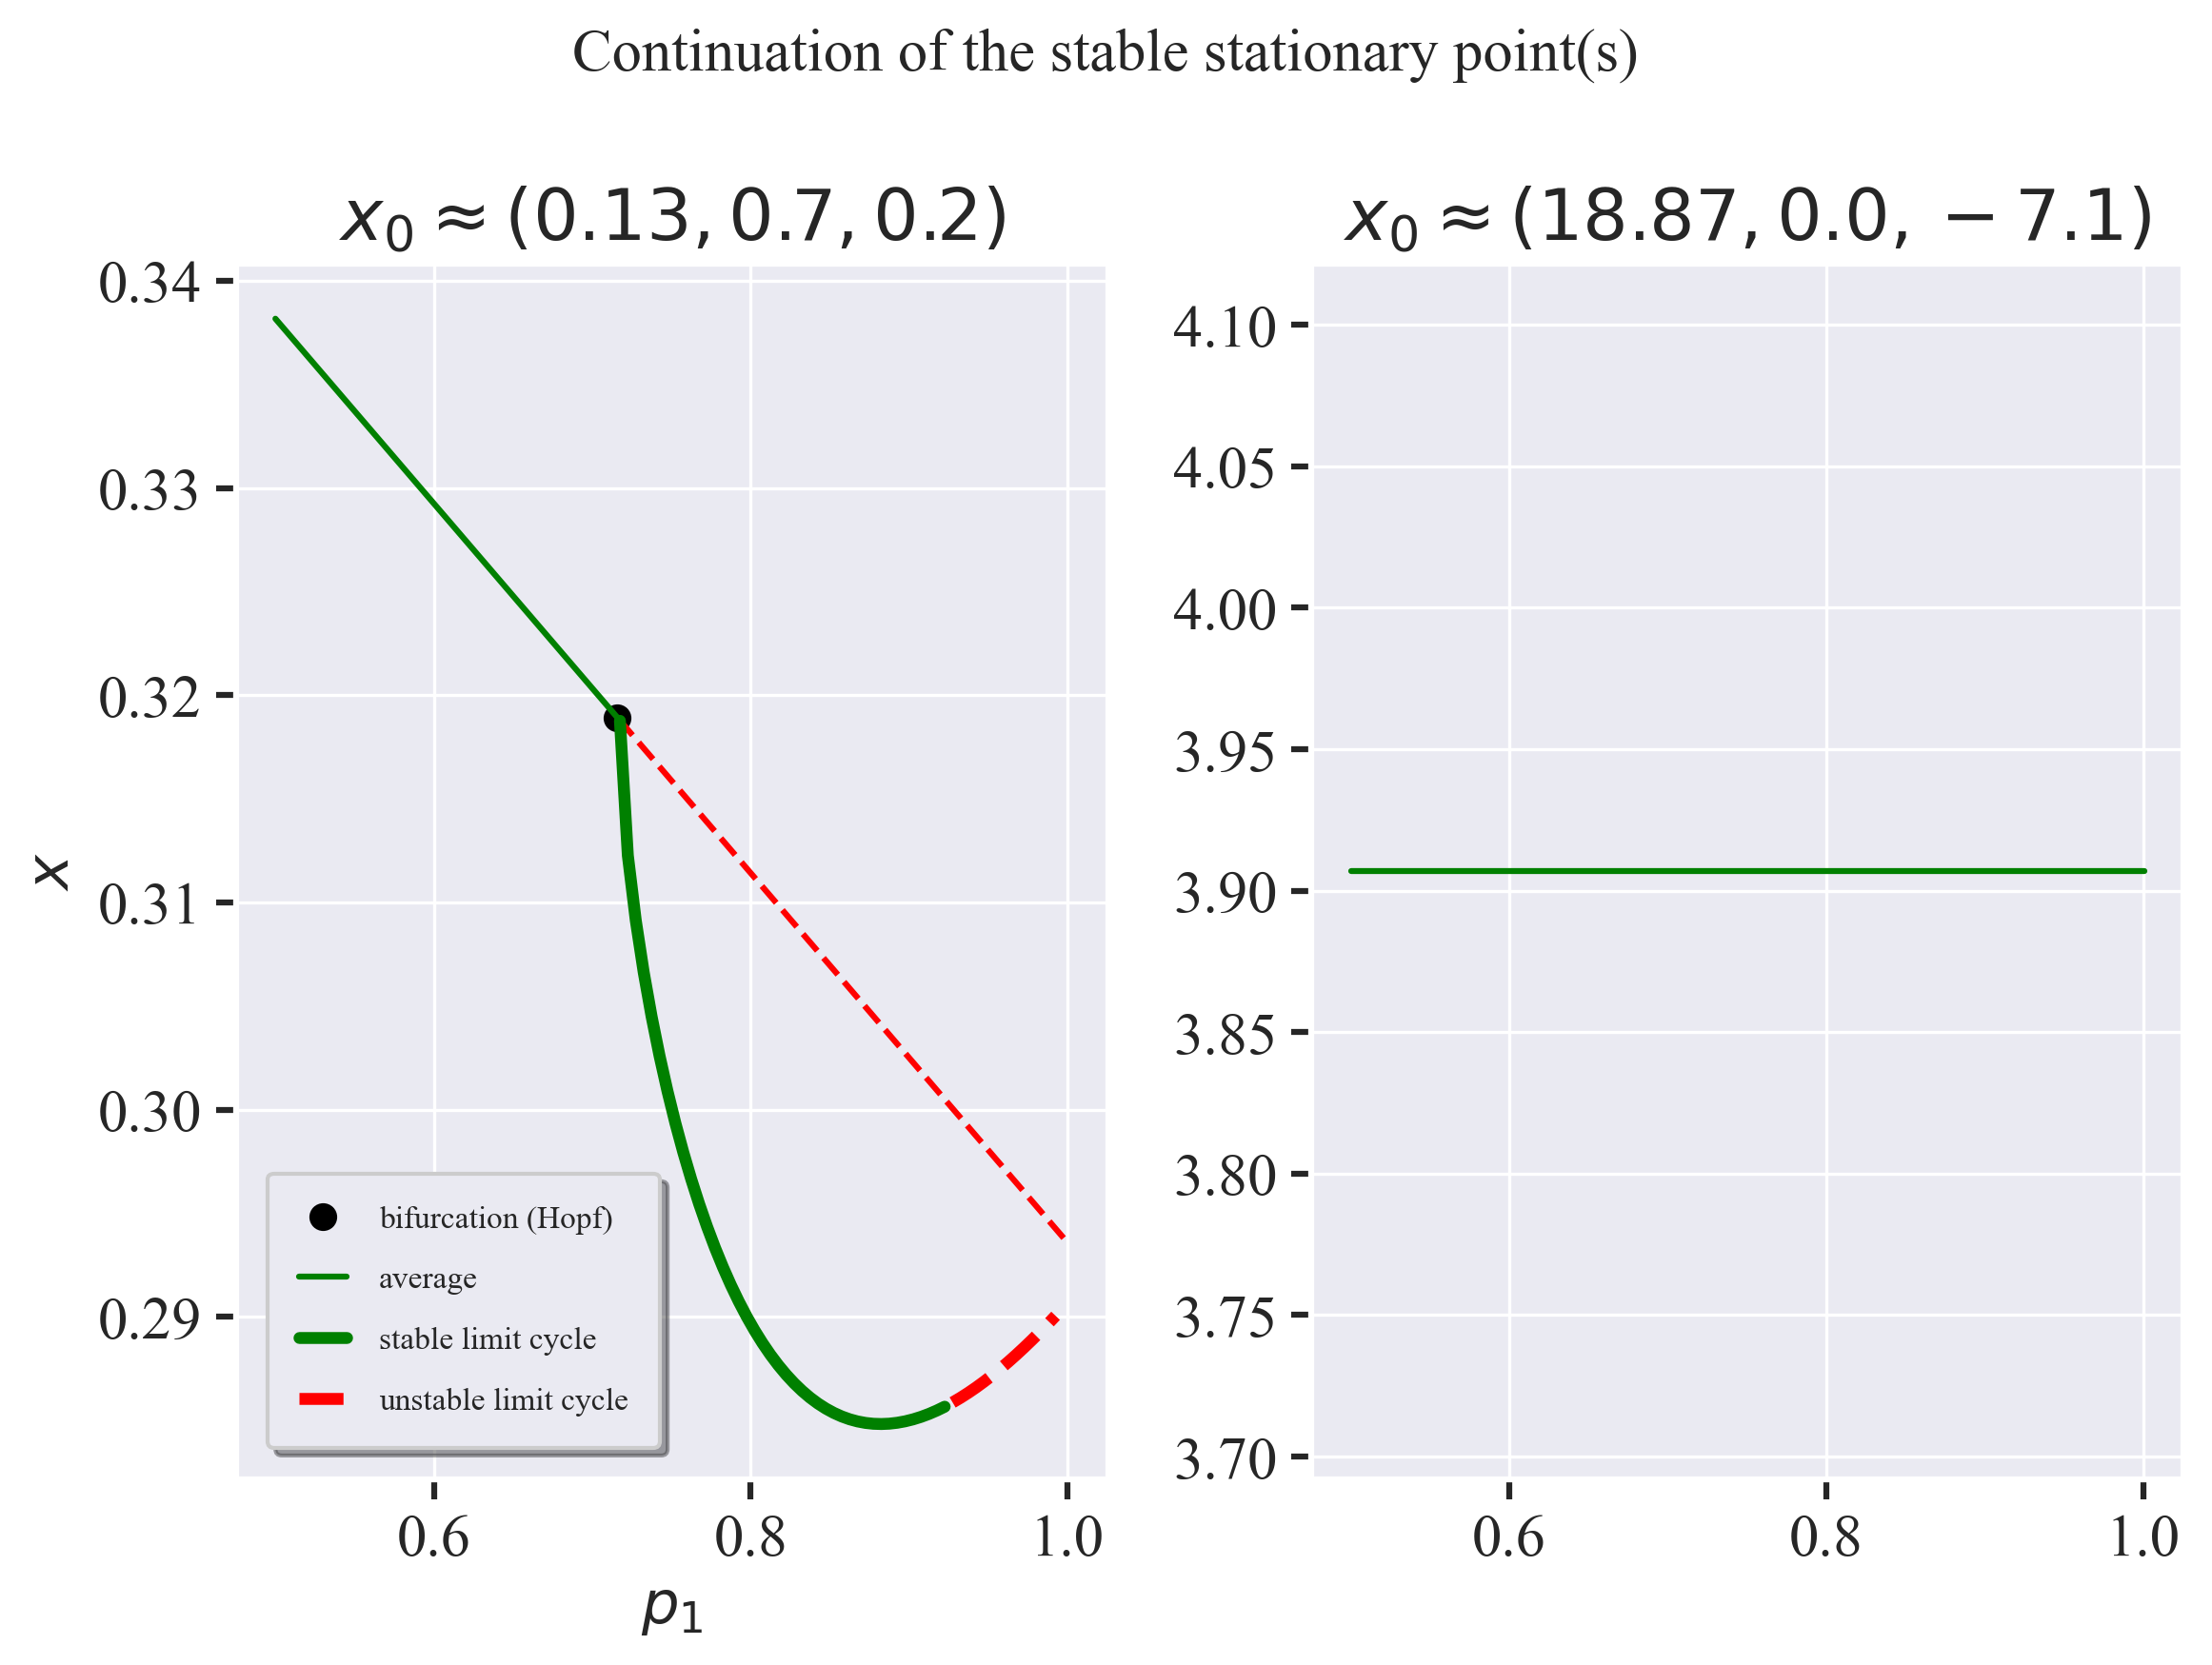 Continuation of the stable stationary point(s)
x₀ ≈ (0.13, 0.7, 0.2)
0.34
0.33
0.32
0.31
0.30
0.29
x
bifurcation (Hopf)
average
stable limit cycle
unstable limit cycle
0.6 0.8 1.0
p₁
x₀ ≈ (18.87, 0.0, −7.1)
4.10
4.05
4.00
3.95
3.90
3.85
3.80
3.75
3.70
0.6 0.8 1.0